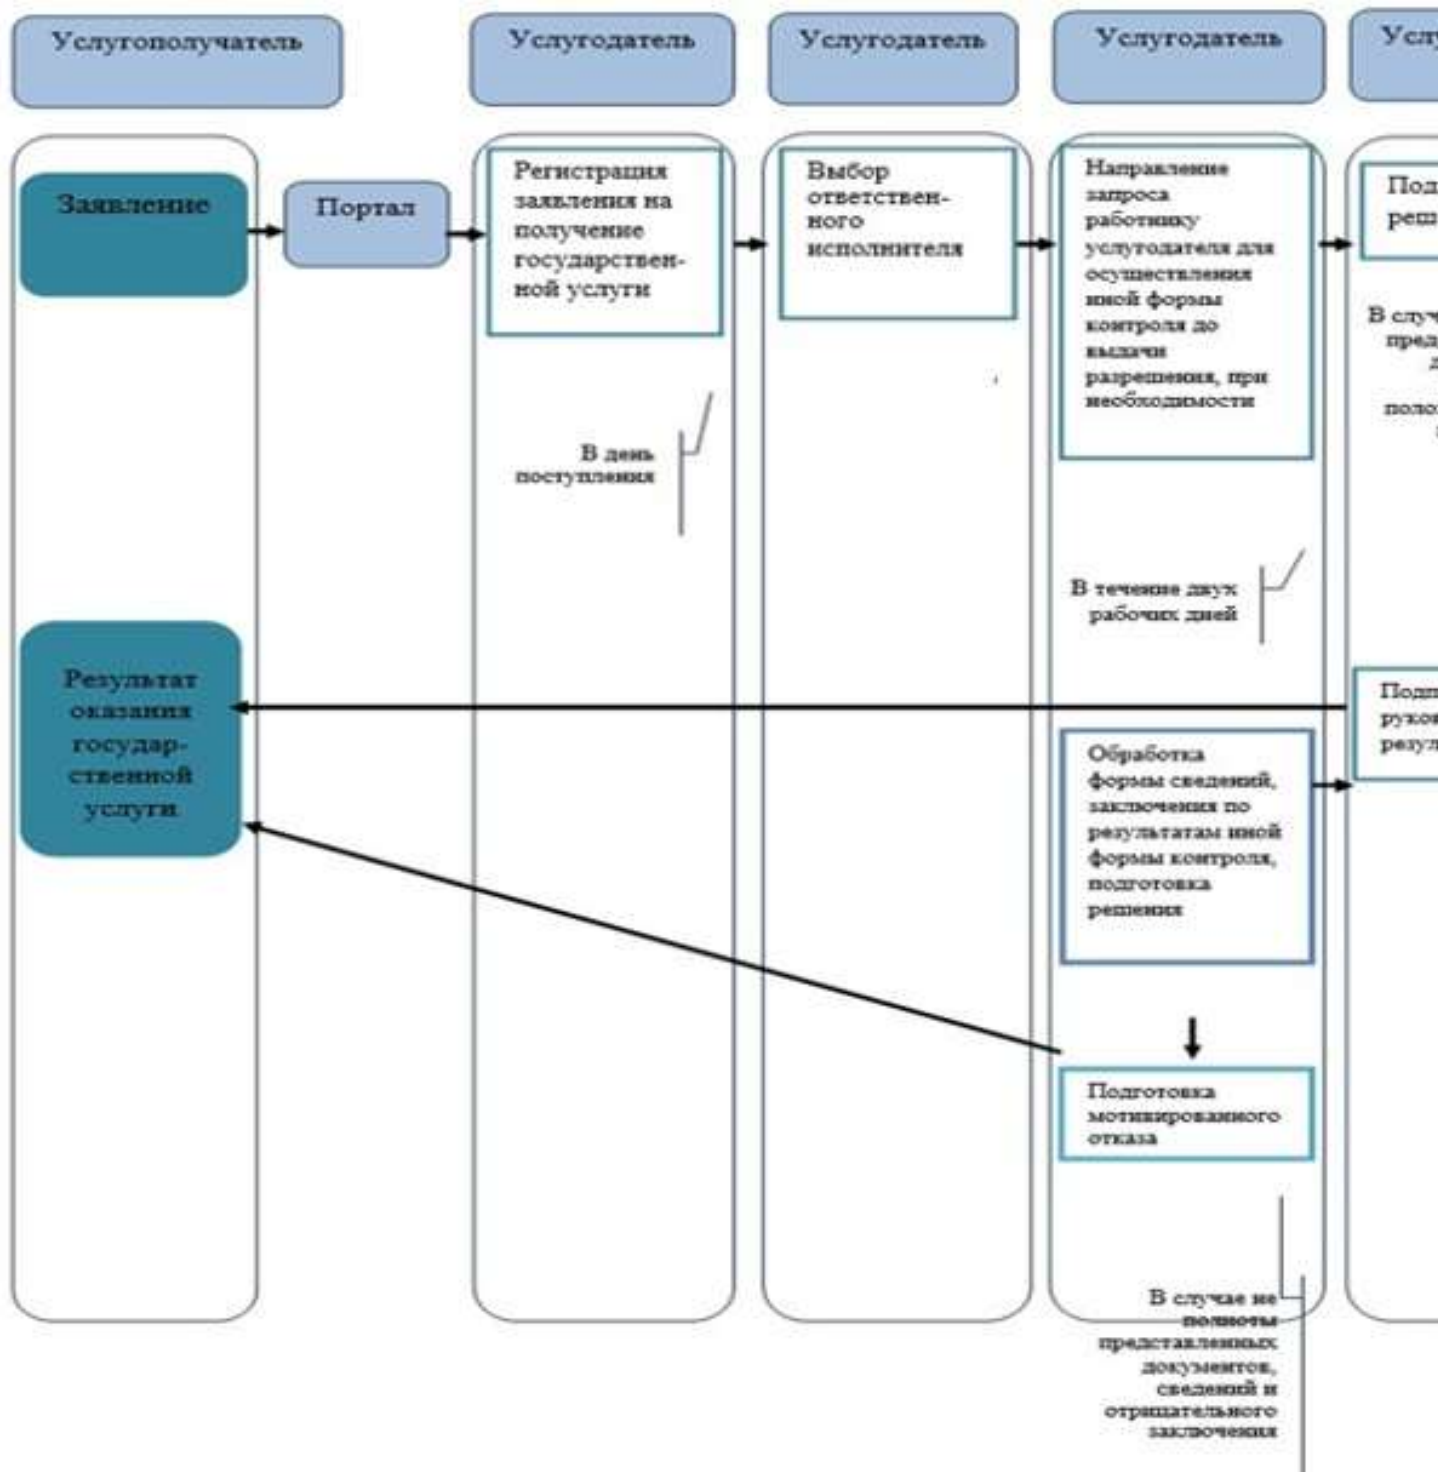 Услугополучатель
Услугодатель
Услугодатель
Услугодатель
Заявление
Портал
Регистрация
заявления на
получение
государствен-
ной услуги
Выбор
ответствен-
ного
исполнителя
Направление
запроса
работнику
услугодателя для
осуществления
иной формы
контроля до
выдачи
разрешения, при
необходимости
В день
поступления
В течение двух
рабочих дней
Результат
оказания
государ-
ственной
услуги
Обработка
формы сведений,
заключения по
результатам иной
формы контроля,
подготовка
решения
Подготовка
мотивированного
отказа
В случае не
полноты
представленных
документов,
сведений и
отрицательного
заключения